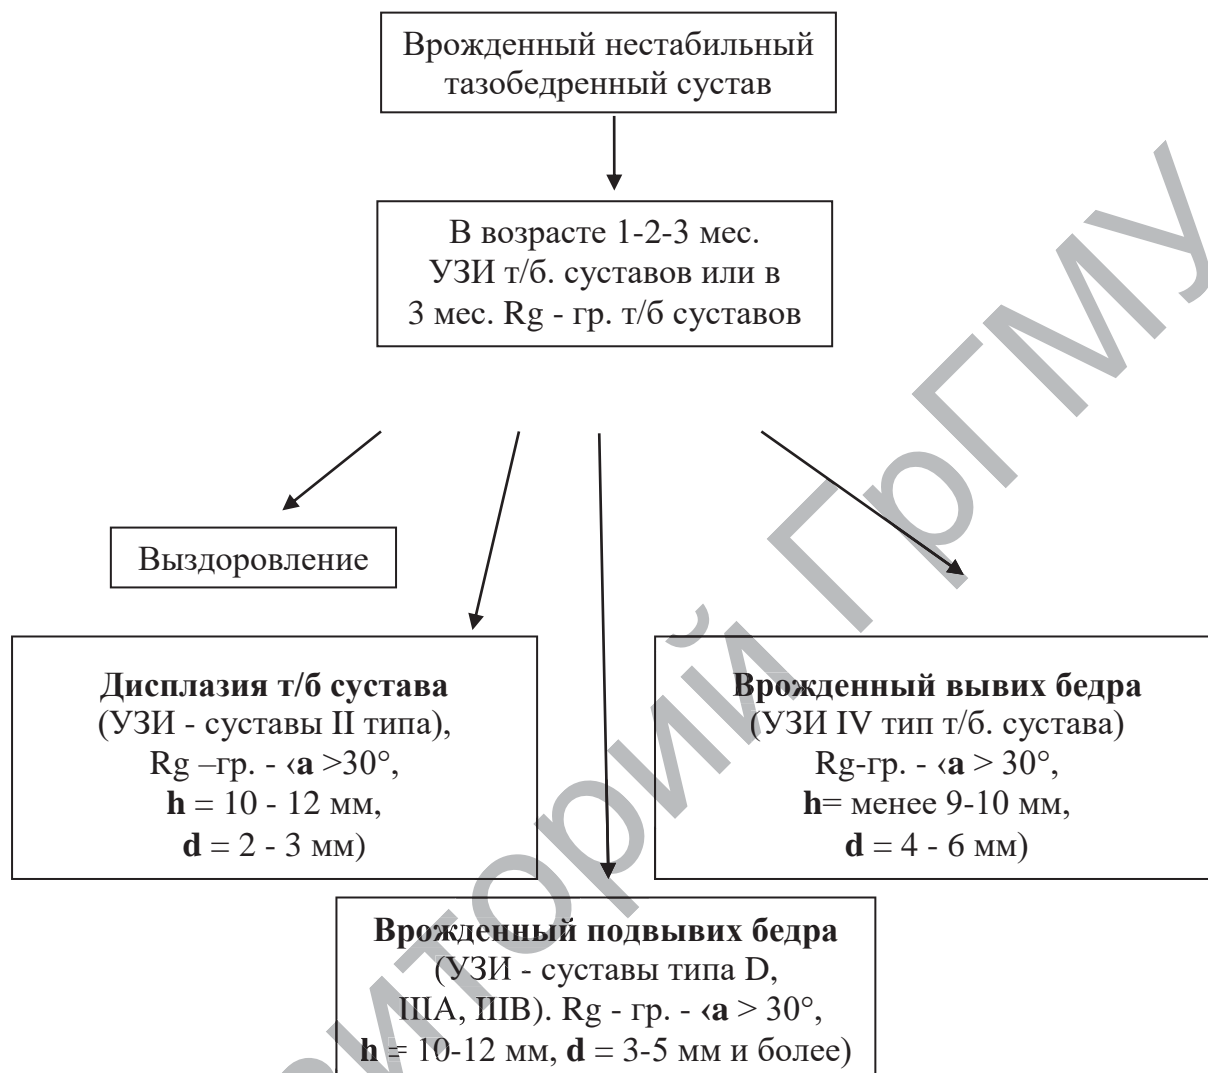 Врожденный нестабильный
тазобедренный сустав
В возрасте 1-2-3 мес.
УЗИ т/б. суставов или в
3 мес. Rg - гр. т/б суставов
Выздоровление
Дисплазия т/б сустава
(УЗИ - суставы II типа),
Rg –гр. - ‹a >30°,
h = 10 - 12 мм,
d = 2 - 3 мм)
Врожденный вывих бедра
(УЗИ IV тип т/б. сустава)
Rg-гр. - ‹a > 30°,
h= менее 9-10 мм,
d = 4 - 6 мм)
Врожденный подвывих бедра
(УЗИ - суставы типа D,
IIIA, IIIB). Rg - гр. - ‹a > 30°,
h = 10-12 мм, d = 3-5 мм и более)
иторий ГрГМУ